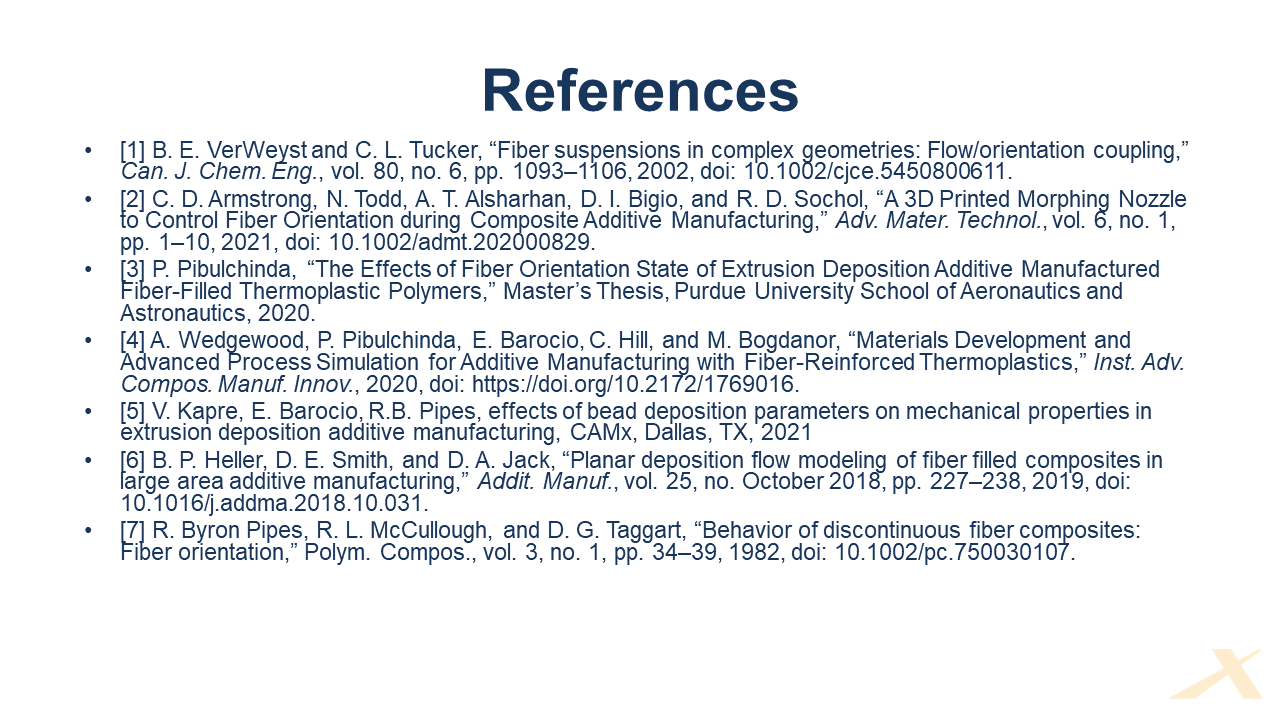 References
• [1] B. E. VerWeyst and C. L. Tucker, “Fiber suspensions in complex geometries: Flow/orientation coupling,”
Can. J. Chem. Eng., vol. 80, no. 6, pp. 1093–1106, 2002, doi: 10.1002/cjce.5450800611.
• [2] C. D. Armstrong, N. Todd, A. T. Alsharhan, D. I. Bigio, and R. D. Sochol, “A 3D Printed Morphing Nozzle
to Control Fiber Orientation during Composite Additive Manufacturing,” Adv. Mater. Technol., vol. 6, no. 1,
pp. 1–10, 2021, doi: 10.1002/admt.202000829.
• [3] P. Pibulchinda, “The Effects of Fiber Orientation State of Extrusion Deposition Additive Manufactured
Fiber-Filled Thermoplastic Polymers,” Master’s Thesis, Purdue University School of Aeronautics and
Astronautics, 2020.
• [4] A. Wedgewood, P. Pibulchinda, E. Barocio, C. Hill, and M. Bogdanor, “Materials Development and
Advanced Process Simulation for Additive Manufacturing with Fiber-Reinforced Thermoplastics,” Inst. Adv.
Compos. Manuf. Innov., 2020, doi: https://doi.org/10.2172/1769016.
• [5] V. Kapre, E. Barocio, R.B. Pipes, effects of bead deposition parameters on mechanical properties in
extrusion deposition additive manufacturing, CAMx, Dallas, TX, 2021
• [6] B. P. Heller, D. E. Smith, and D. A. Jack, “Planar deposition flow modeling of fiber filled composites in
large area additive manufacturing,” Addit. Manuf., vol. 25, no. October 2018, pp. 227–238, 2019, doi:
10.1016/j.addma.2018.10.031.
• [7] R. Byron Pipes, R. L. McCullough, and D. G. Taggart, “Behavior of discontinuous fiber composites:
Fiber orientation,” Polym. Compos., vol. 3, no. 1, pp. 34–39, 1982, doi: 10.1002/pc.750030107.